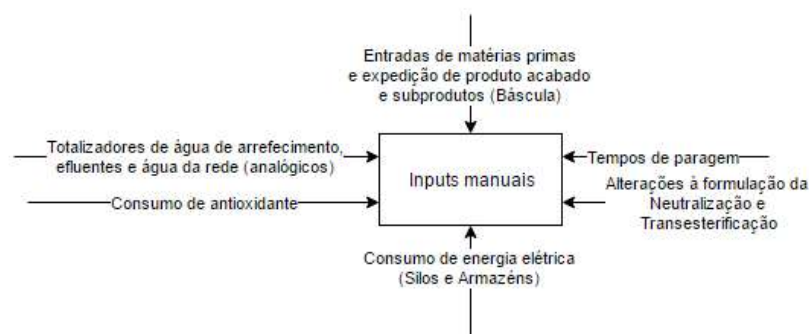 Entradas de matérias primas
e expedição de produto acabado
e subprodutos (Báscula)
Totalizadores de água de arrefecimento,
efluentes e água da rede (analógicos)
Inputs manuais
Tempos de paragem
Consumo de antioxidante
Alterações à formulação da
Neutralização e
Transesterificação
Consumo de energia elétrica
(Silos e Armazéns)